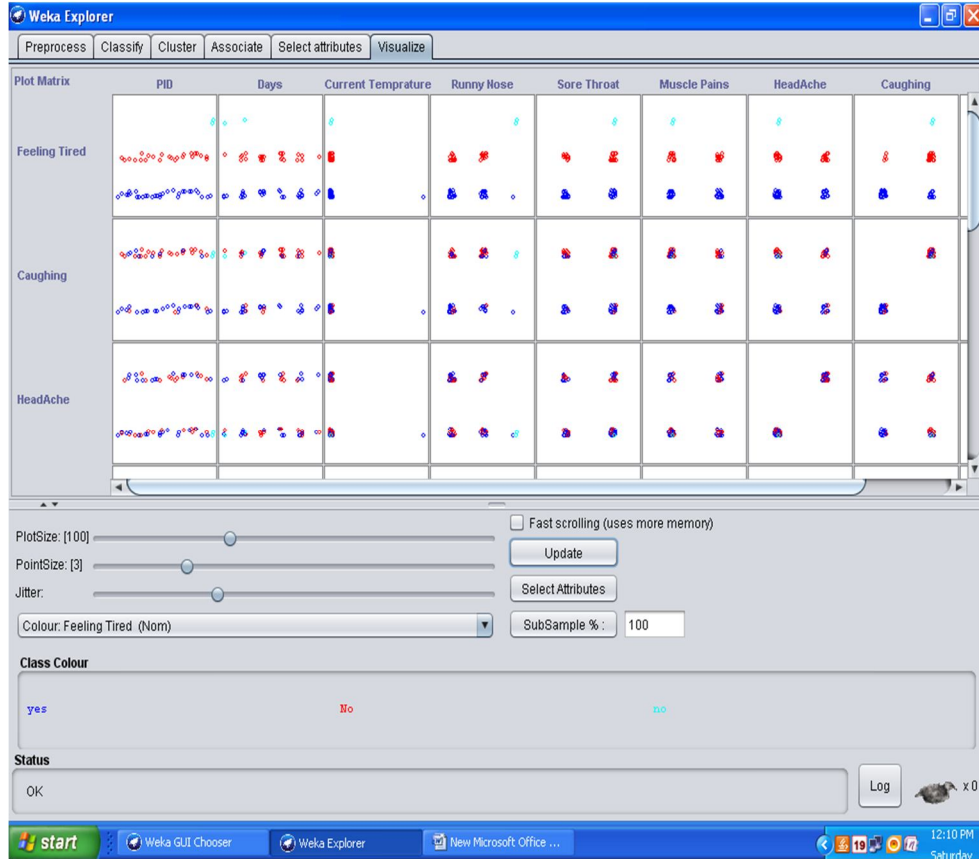 Weka Explorer
Preprocess Classify Cluster Associate Select attributes Visualize
Plot Matrix PID Days Current Temprature Runny Nose Sore Throat Muscle Pains HeadAche Caughing
Feeling Tired
Caughing
HeadAche
PlotSize: [100]
PointSize: [3]
Jitter:
Colour: Feeling Tired (Nom)
Fast scrolling (uses more memory)
Update
Select Attributes
SubSample % : 100
Class Colour
yes No no
Status
OK
Log x 0
start Weka GUI Chooser Weka Explorer New Microsoft Office ... 19 12:10 PM
Saturday